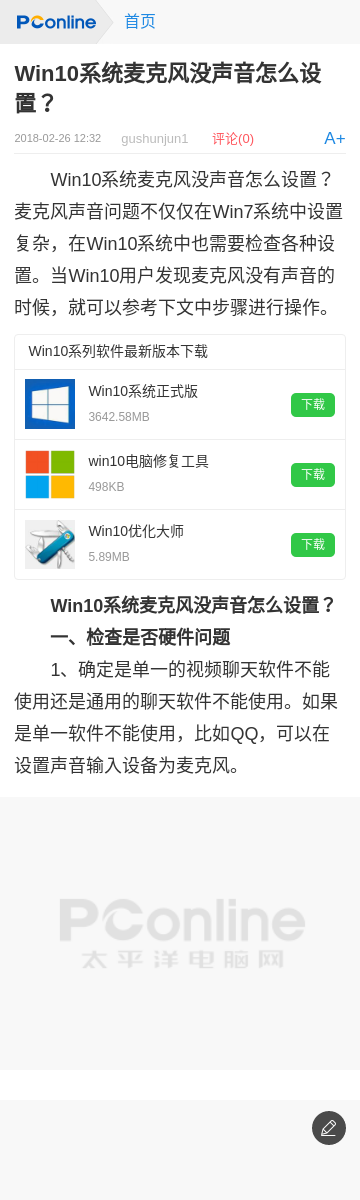 PConline
首页
Win10系统麦克风没声音怎么设
置？
2018-02-26 12:32 gushunjun1 评论(0) A+
Win10系统麦克风没声音怎么设置？
麦克风声音问题不仅仅在Win7系统中设置
复杂，在Win10系统中也需要检查各种设
置。当Win10用户发现麦克风没有声音的
时候，就可以参考下文中步骤进行操作。
Win10系列软件最新版本下载
Win10系统正式版
3642.58MB
下载
win10电脑修复工具
498KB
下载
Win10优化大师
5.89MB
下载
Win10系统麦克风没声音怎么设置？
一、检查是否硬件问题
1、确定是单一的视频聊天软件不能
使用还是通用的聊天软件不能使用。如果
是单一软件不能使用，比如QQ，可以在
设置声音输入设备为麦克风。
PConline
太平洋电脑网